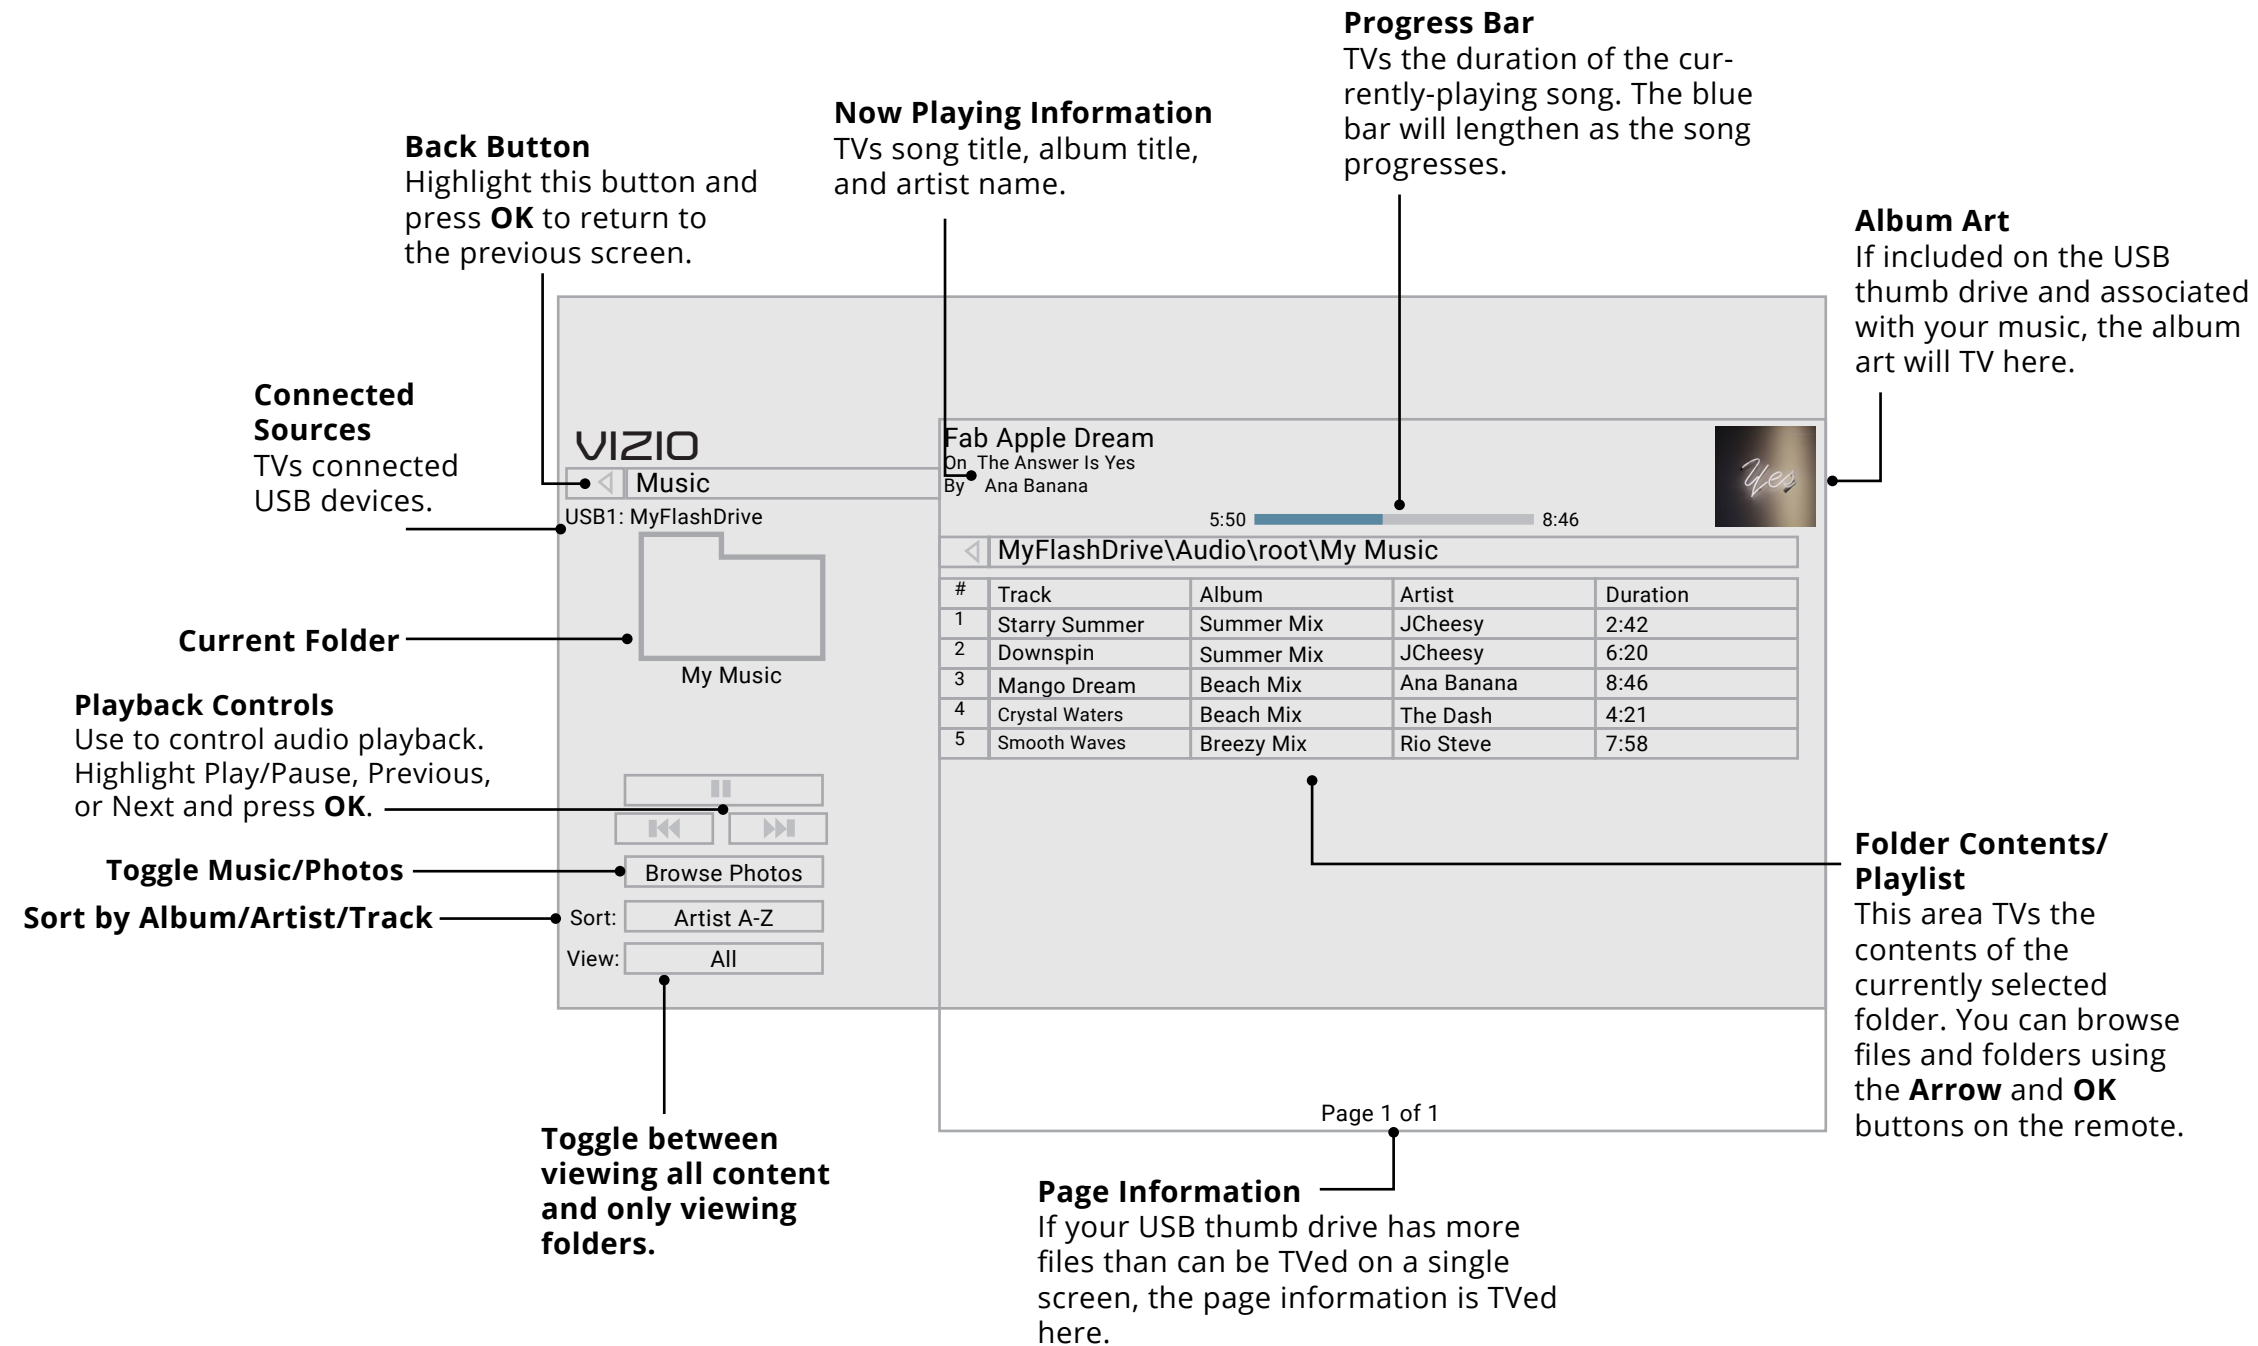 Progress Bar
TVs the duration of the cur-
rently-playing song. The blue
bar will lengthen as the song
progresses.
Now Playing Information
TVs song title, album title,
and artist name.
Back Button
Highlight this button and
press OK to return to
the previous screen.
Album Art
If included on the USB
thumb drive and associated
with your music, the album
art will TV here.
Connected
Sources
TVs connected
USB devices.
Current Folder
Playback Controls
Use to control audio playback.
Highlight Play/Pause, Previous,
or Next and press OK.
Toggle Music/Photos
Sort by Album/Artist/Track
VIZIO
Music
USB1: MyFlashDrive
My Music
Browse Photos
Sort: Artist A-Z
View: All
Fab Apple Dream
On The Answer Is Yes
By Ana Banana
Yes
5:50 8:46
MyFlashDrive\Audio\root\My Music
# Track Album Artist Duration
1 Starry Summer Summer Mix JCheesy 2:42
2 Downspin Summer Mix JCheesy 6:20
3 Mango Dream Beach Mix Ana Banana 8:46
4 Crystal Waters Beach Mix The Dash 4:21
5 Smooth Waves Breezy Mix Rio Steve 7:58
Page 1 of 1
Folder Contents/
Playlist
This area TVs the
contents of the
currently selected
folder. You can browse
files and folders using
the Arrow and OK
buttons on the remote.
Toggle between
viewing all content
and only viewing
folders.
Page Information
If your USB thumb drive has more
files than can be TVed on a single
screen, the page information is TVed
here.